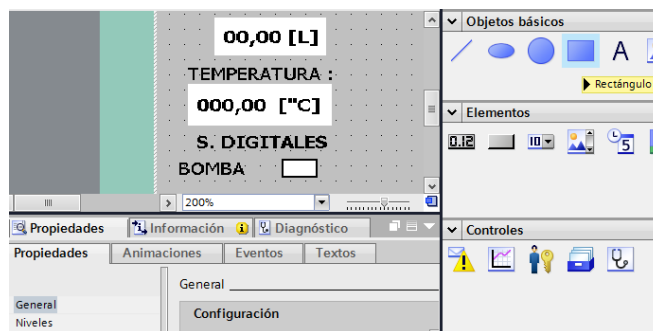 00,00 [L]
TEMPERATURA :
000,00 ["C]
S. DIGITALES
BOMBA
200%
Propiedades
Información
Diagnóstico
Propiedades
Animaciones
Eventos
Textos
General
Niveles
General
Configuración
Objetos básicos
A
Rectángulo
Elementos
0.12
10
5
Controles